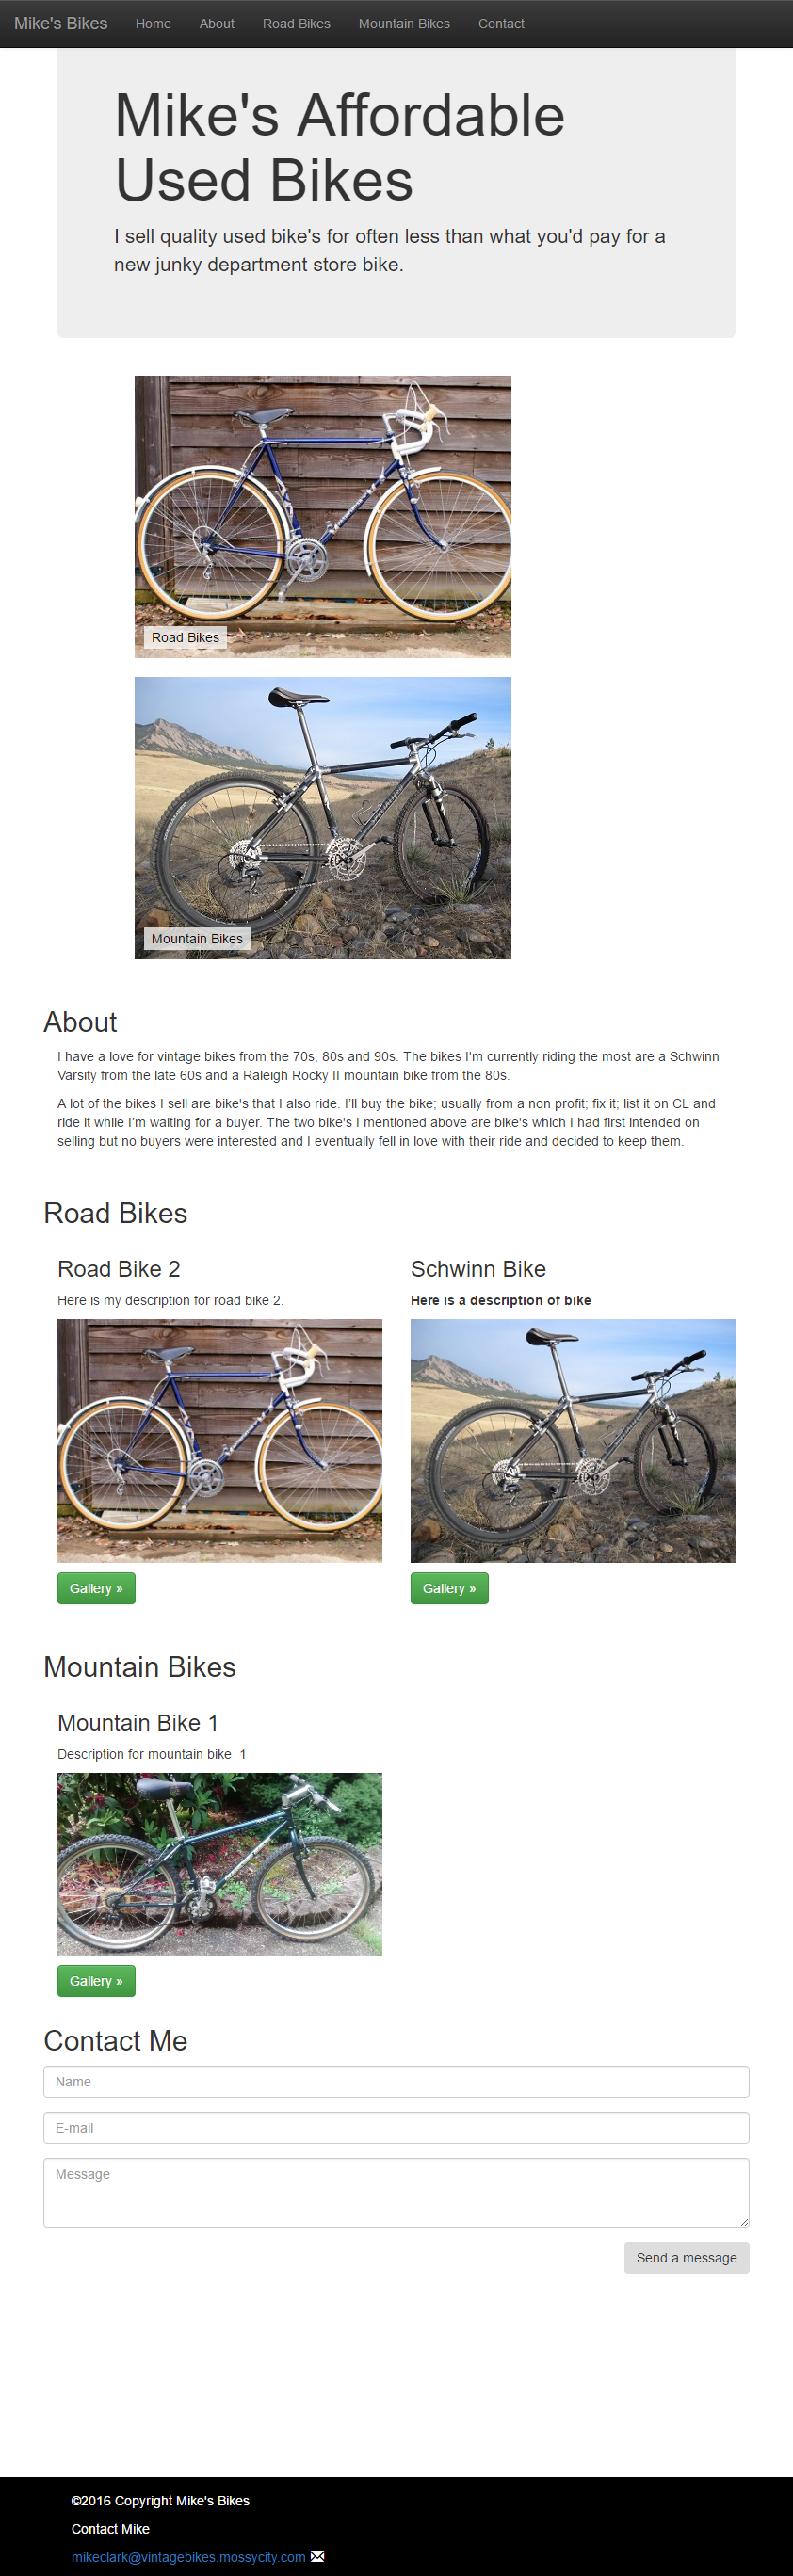 Mike's Bikes Home About Road Bikes Mountain Bikes Contact
Mike's Affordable
Used Bikes
I sell quality used bike's for often less than what you'd pay for a
new junky department store bike.
Road Bikes
Mountain Bikes
About
I have a love for vintage bikes from the 70s, 80s and 90s. The bikes I'm currently riding the most are a Schwinn
Varsity from the late 60s and a Raleigh Rocky II mountain bike from the 80s.
A lot of the bikes I sell are bike's that I also ride. I’ll buy the bike; usually from a non profit; fix it; list it on CL and
ride it while I’m waiting for a buyer. The two bike's I mentioned above are bike's which I had first intended on
selling but no buyers were interested and I eventually fell in love with their ride and decided to keep them.
Road Bikes
Road Bike 2
Here is my description for road bike 2.
Gallery »
Schwinn Bike
Here is a description of bike
Gallery »
Mountain Bikes
Mountain Bike 1
Description for mountain bike  1
Gallery »
Contact Me
Name
E-mail
Message
Send a message
©2016 Copyright Mike's Bikes
Contact Mike
mikeclark@vintagebikes.mossycity.com